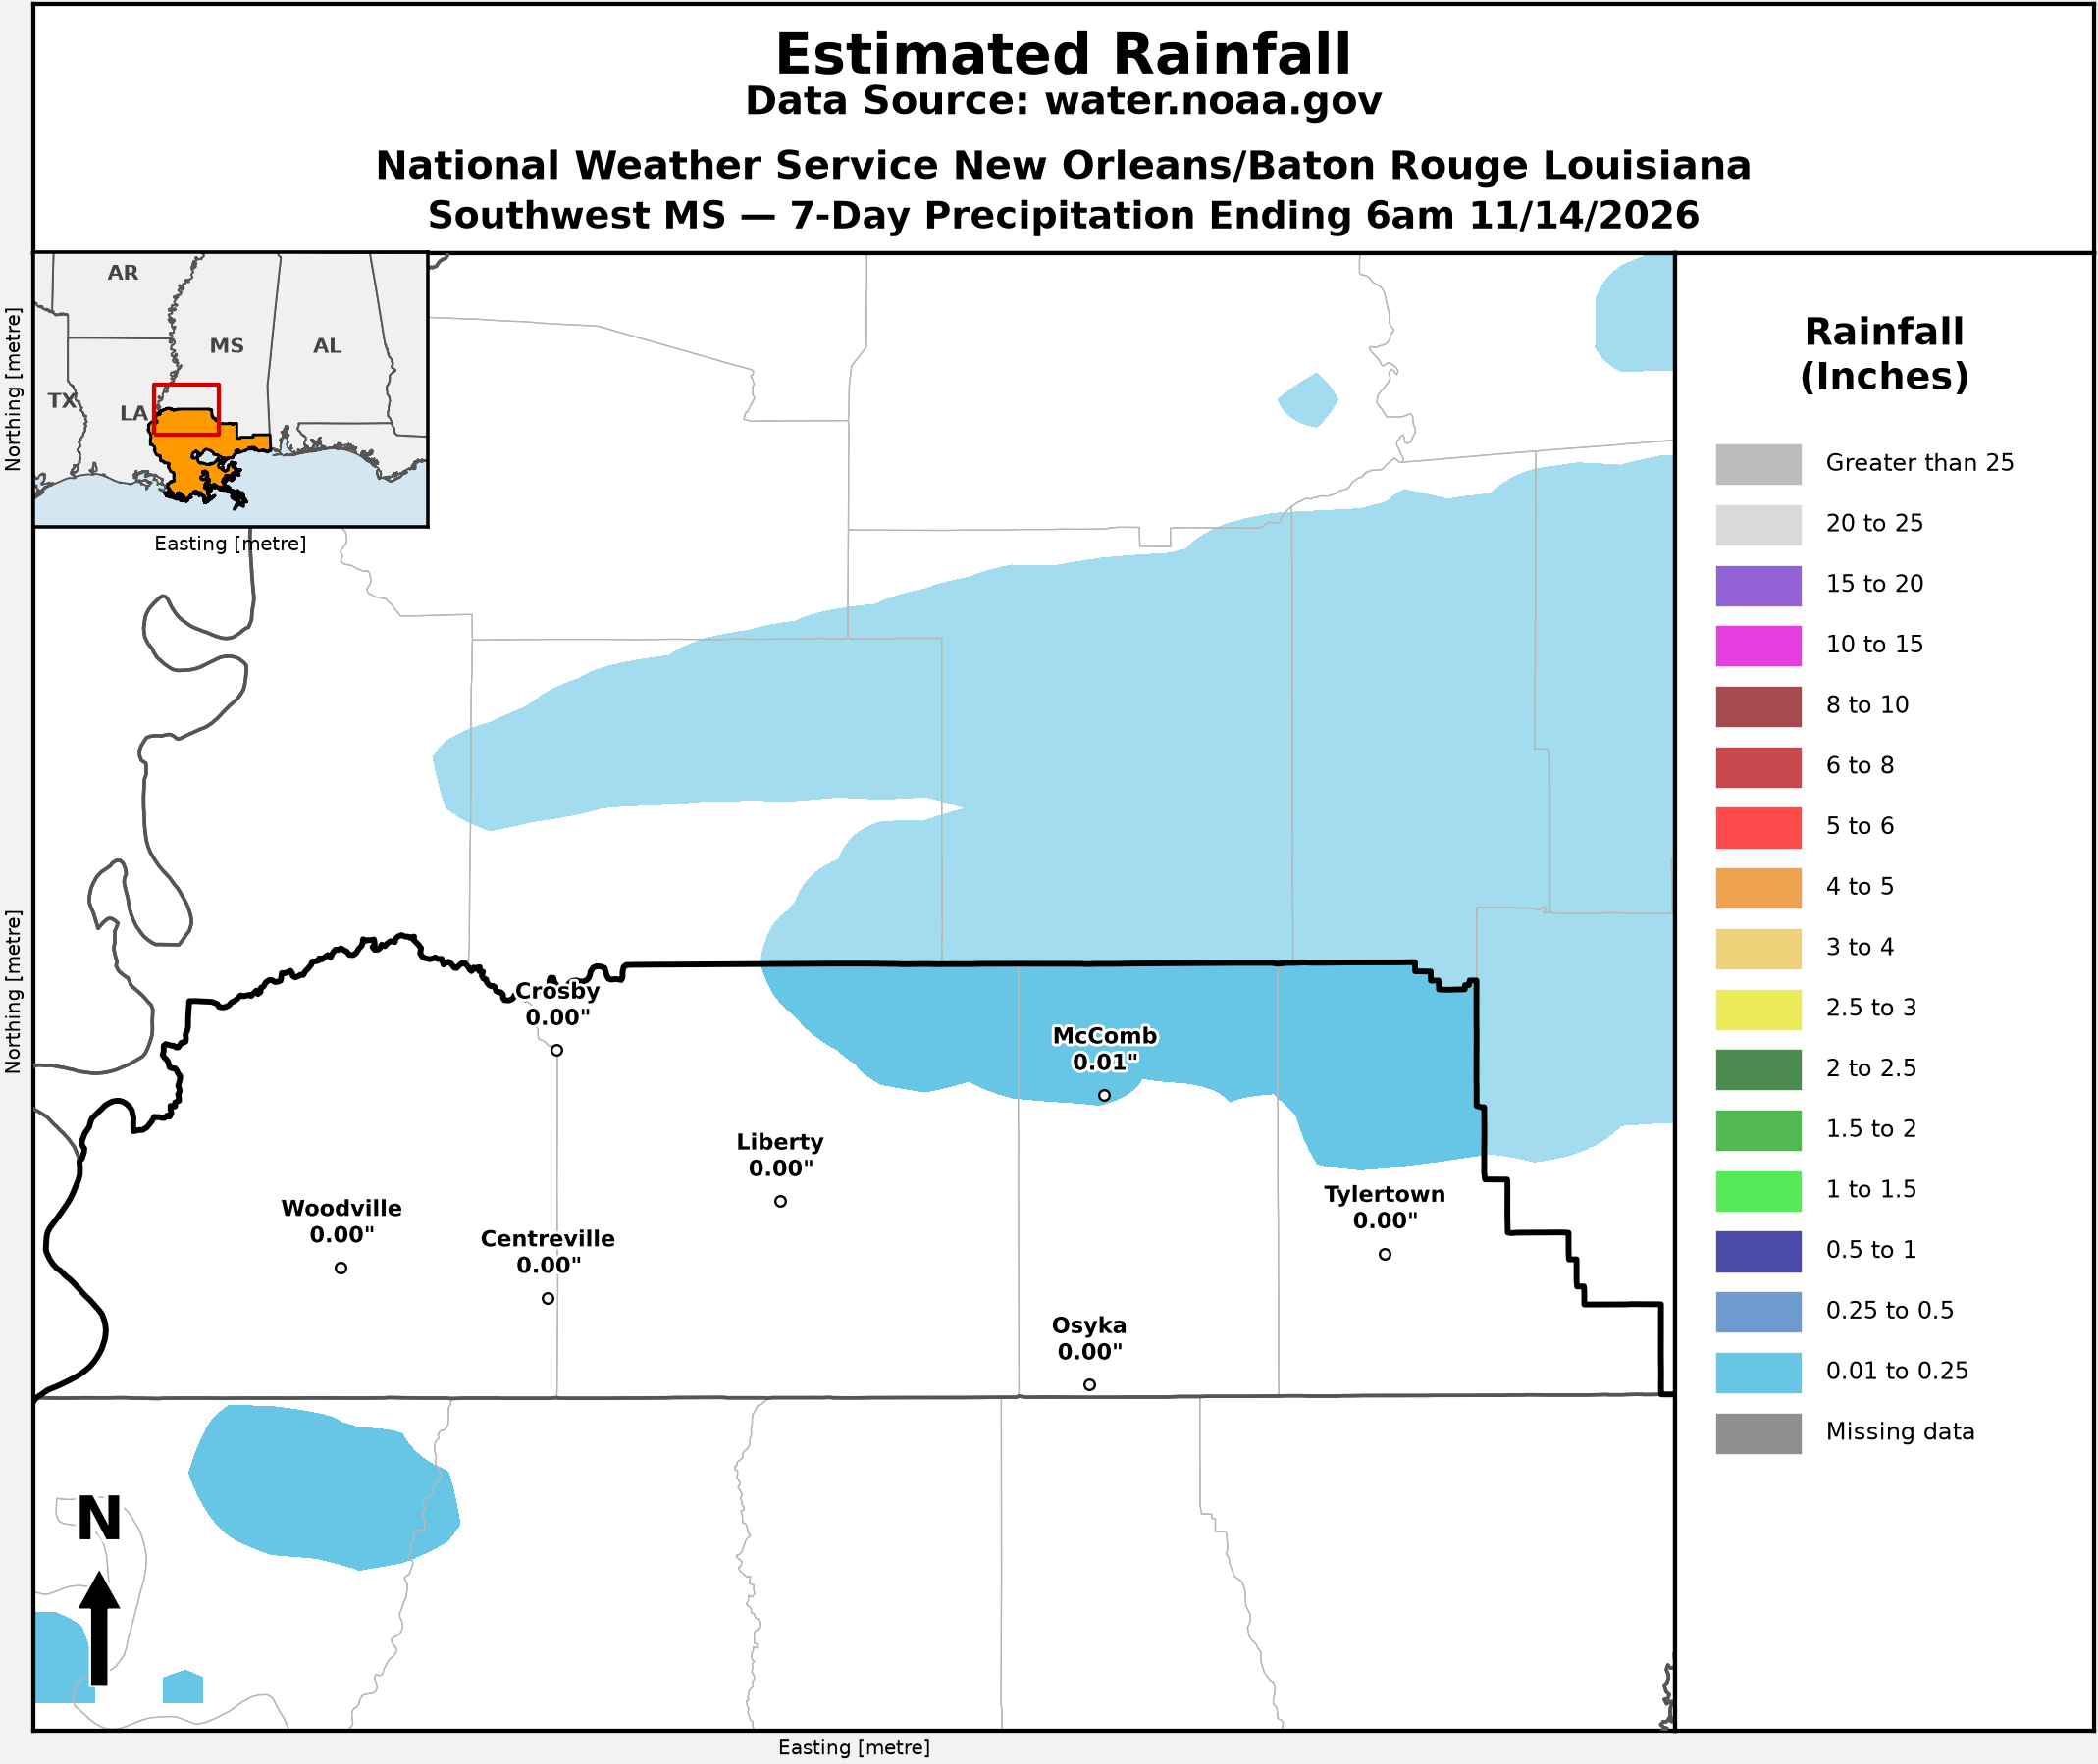 Estimated Rainfall
Data Source: water.noaa.gov
National Weather Service New Orleans/Baton Rouge Louisiana
Southwest MS — 7-Day Precipitation Ending 6am 11/14/2026
AR
MS
AL
TX
LA
Northing [metre]
Easting [metre]
Rainfall
(Inches)
Greater than 25
20 to 25
15 to 20
10 to 15
8 to 10
6 to 8
5 to 6
4 to 5
3 to 4
2.5 to 3
2 to 2.5
1.5 to 2
1 to 1.5
0.5 to 1
0.25 to 0.5
0.01 to 0.25
Missing data
Northing [metre]
Crosby
0.00"
McComb
0.01"
Liberty
0.00"
Woodville
0.00"
Centreville
0.00"
Tylertown
0.00"
Osyka
0.00"
N
Easting [metre]